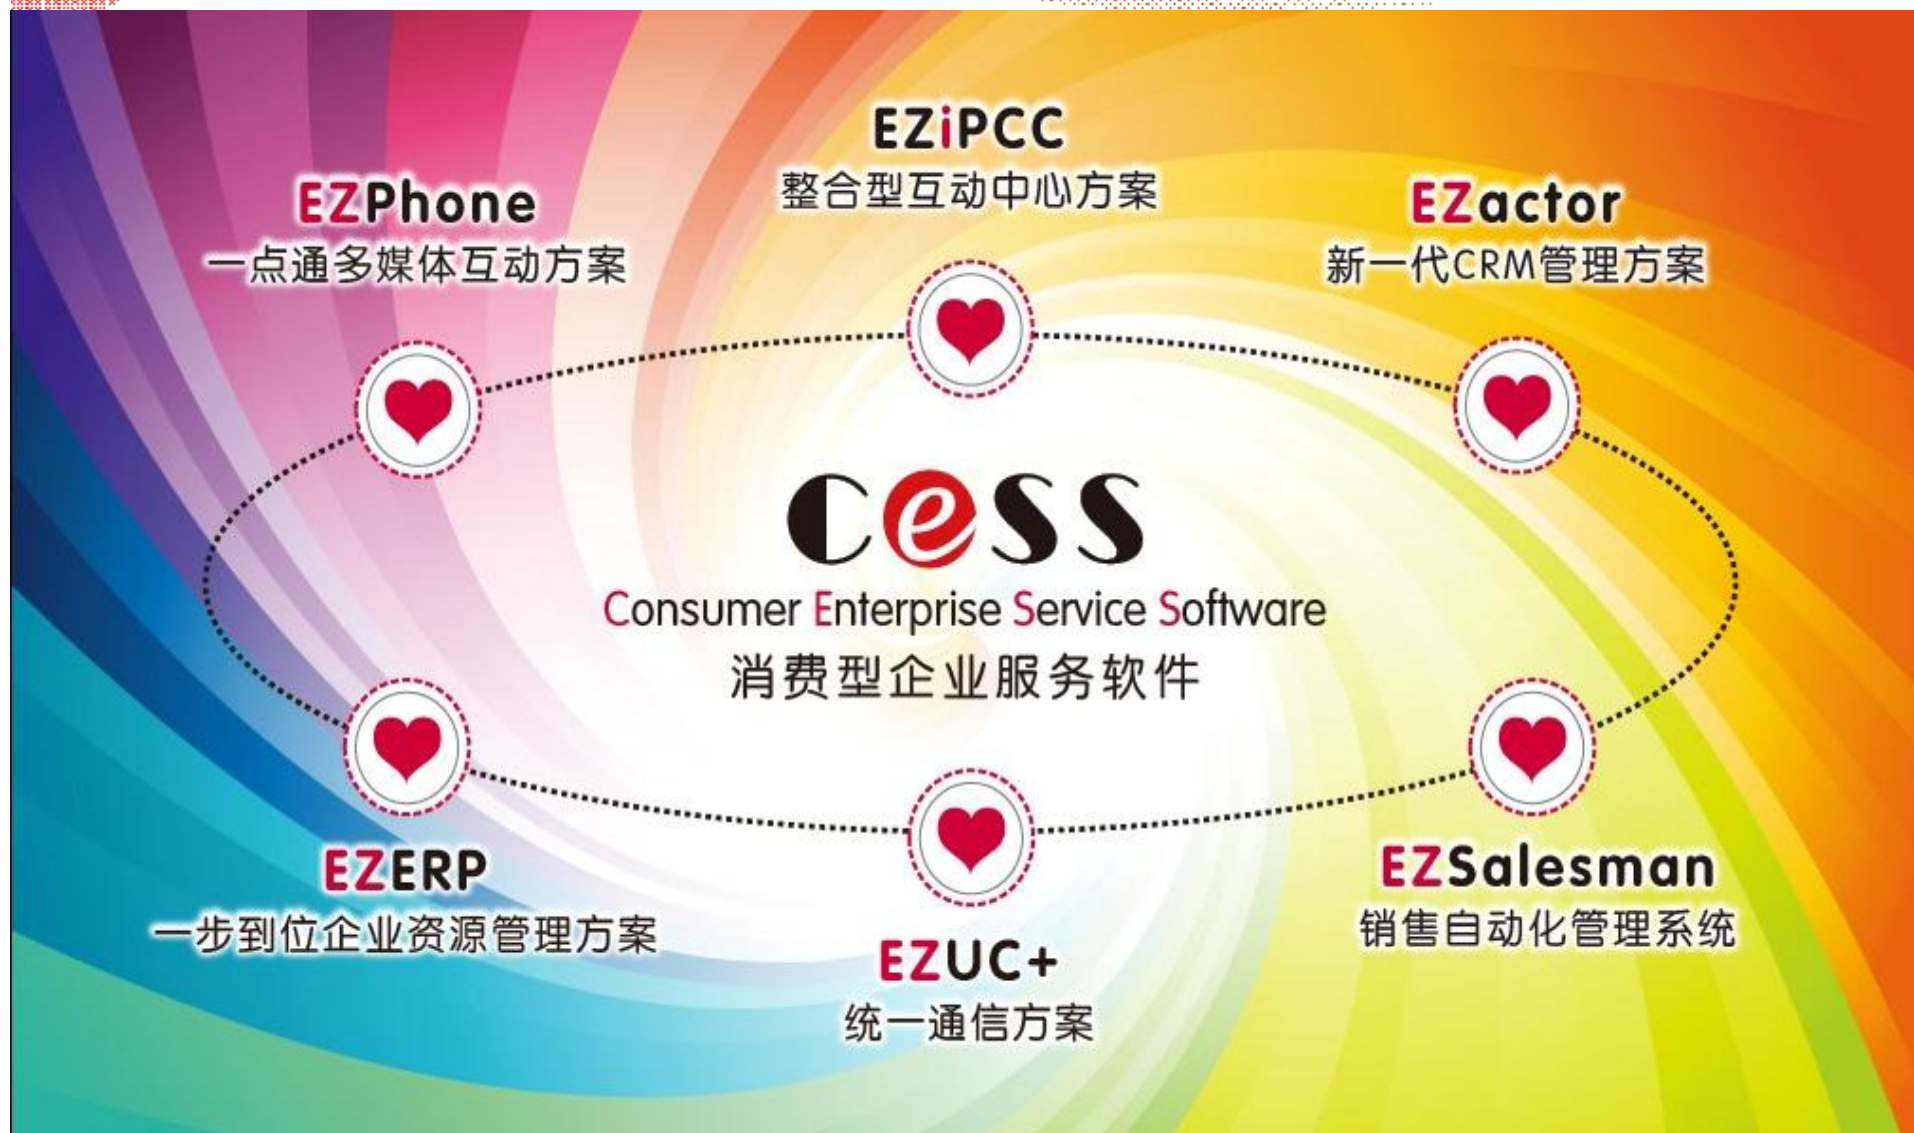 EZiPCC
整合型互动中心方案
EZPhone
一点通多媒体互动方案
EZactor
新一代CRM管理方案
cess
Consumer Enterprise Service Software
消费型企业服务软件
EZERP
一步到位企业资源管理方案
EZUC+
统一通信方案
EZSalesman
销售自动化管理系统